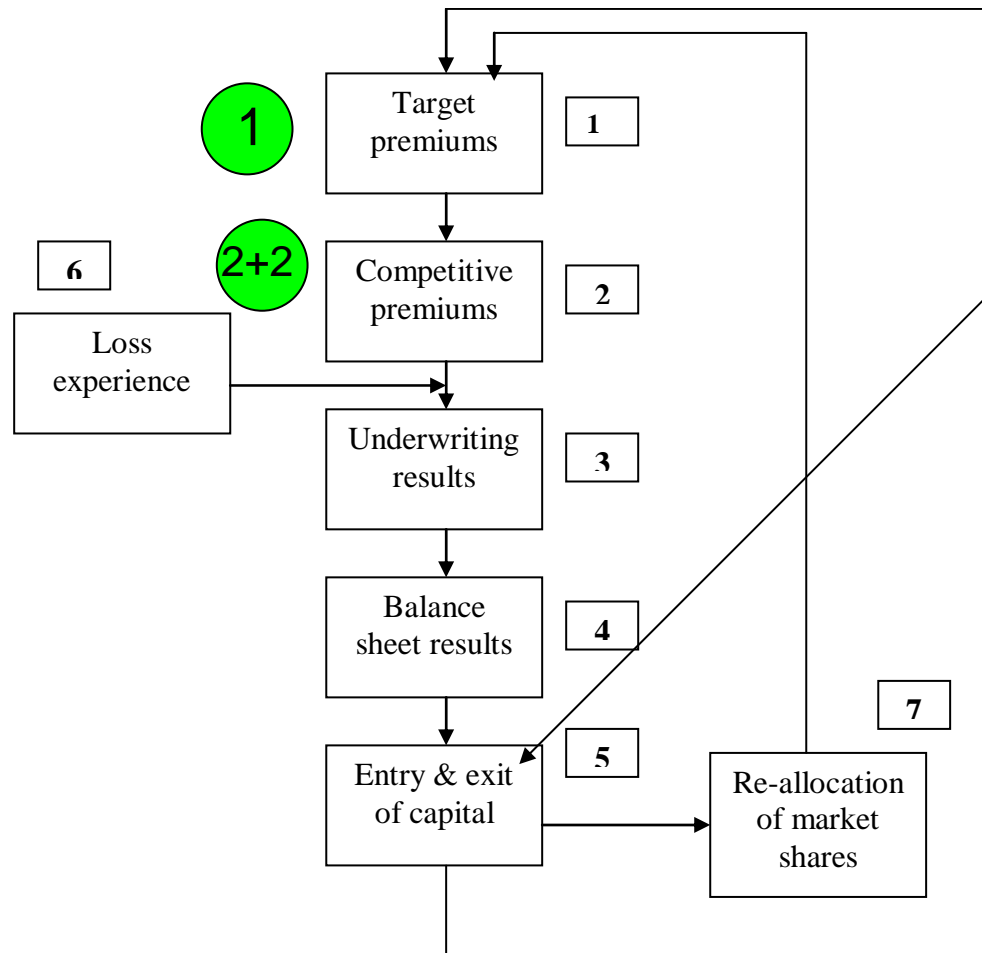 1
Target
premiums
1
2+2
Competitive
premiums
2
6
Loss
experience
Underwriting
results
3
Balance
sheet results
4
Entry & exit
of capital
5
7
Re-allocation
of market
shares